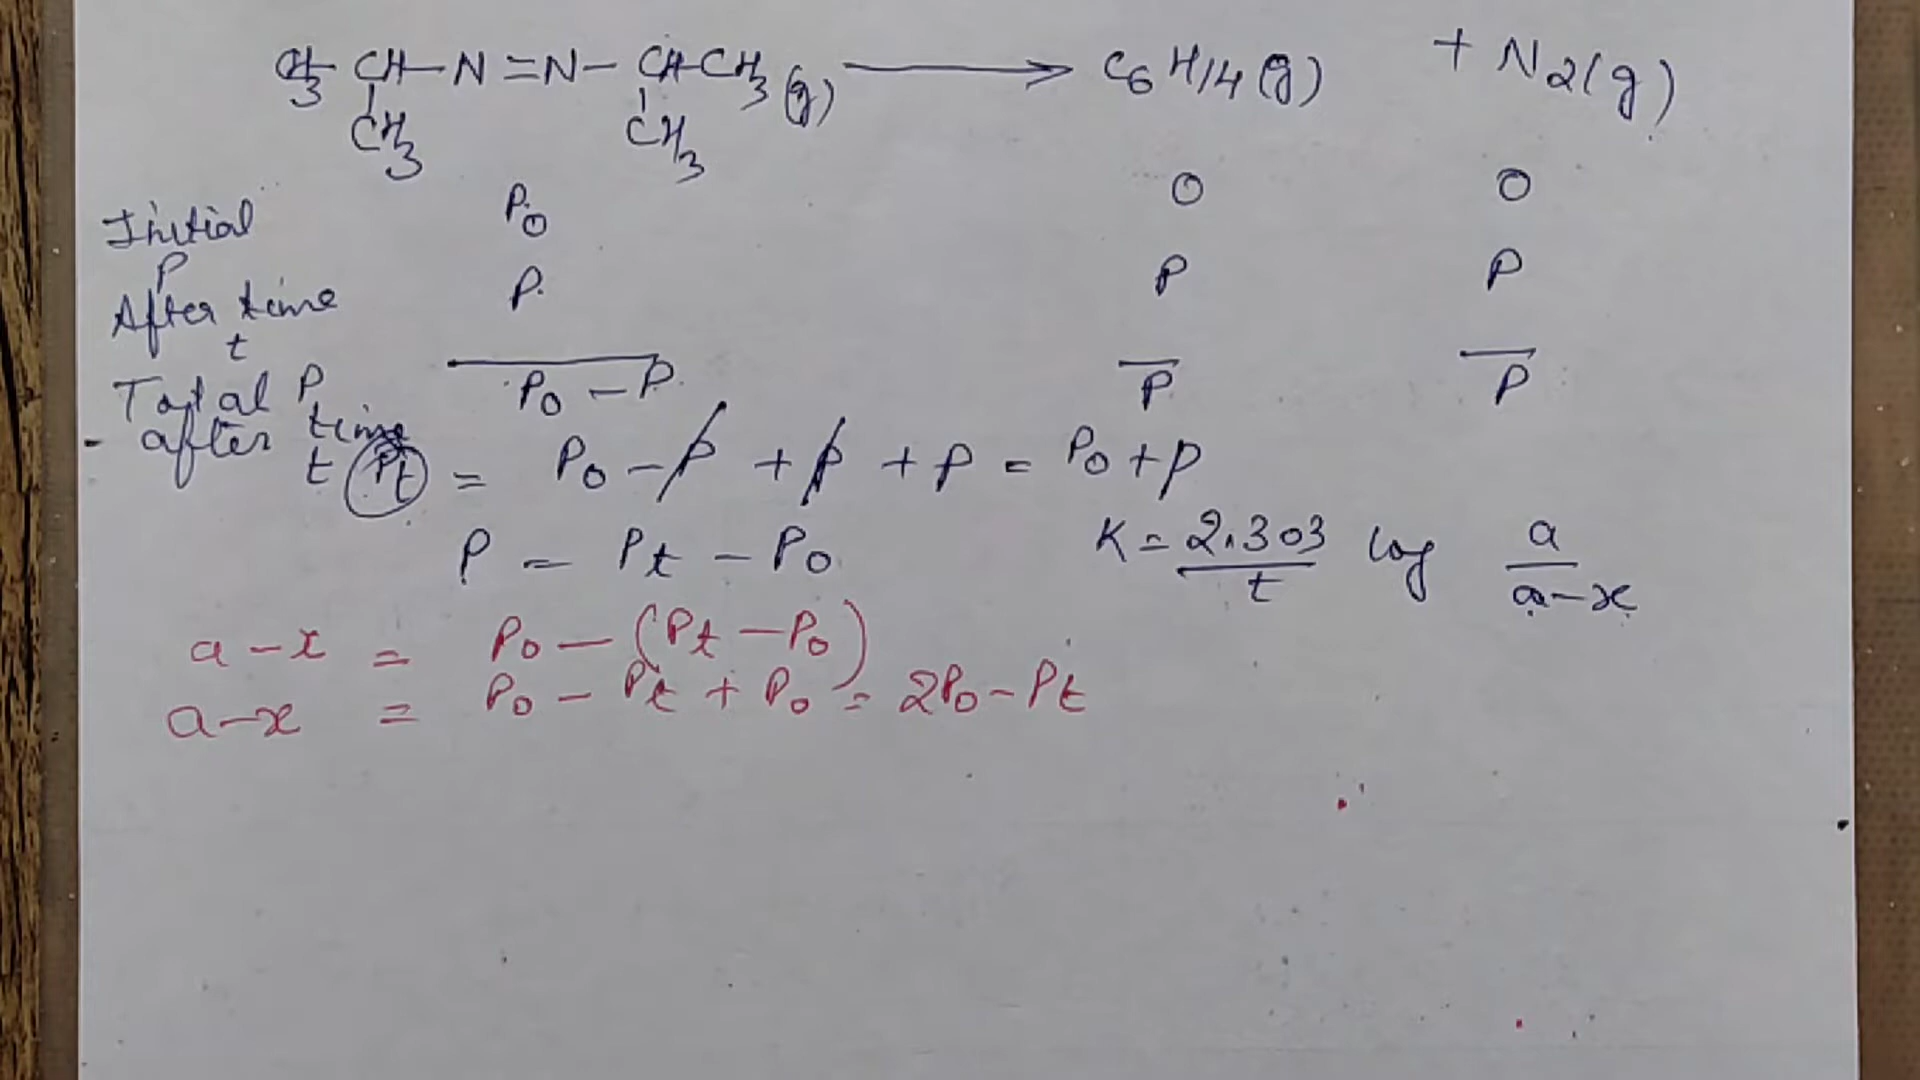 CH3-CH-N=N-CH-CH3(g) → C6H14(g) + N2(g)
CH3 CH3
Initial P P0 0 0
After time t P P P
Total P after time t P0 - P P P
Pt = P0 - p + p + p = P0 + p
P = Pt - P0
K = 2.303/t log a/a-x
a-x = P0 - (Pt - P0)
a-x = P0 - Pt + P0 = 2P0 - Pt